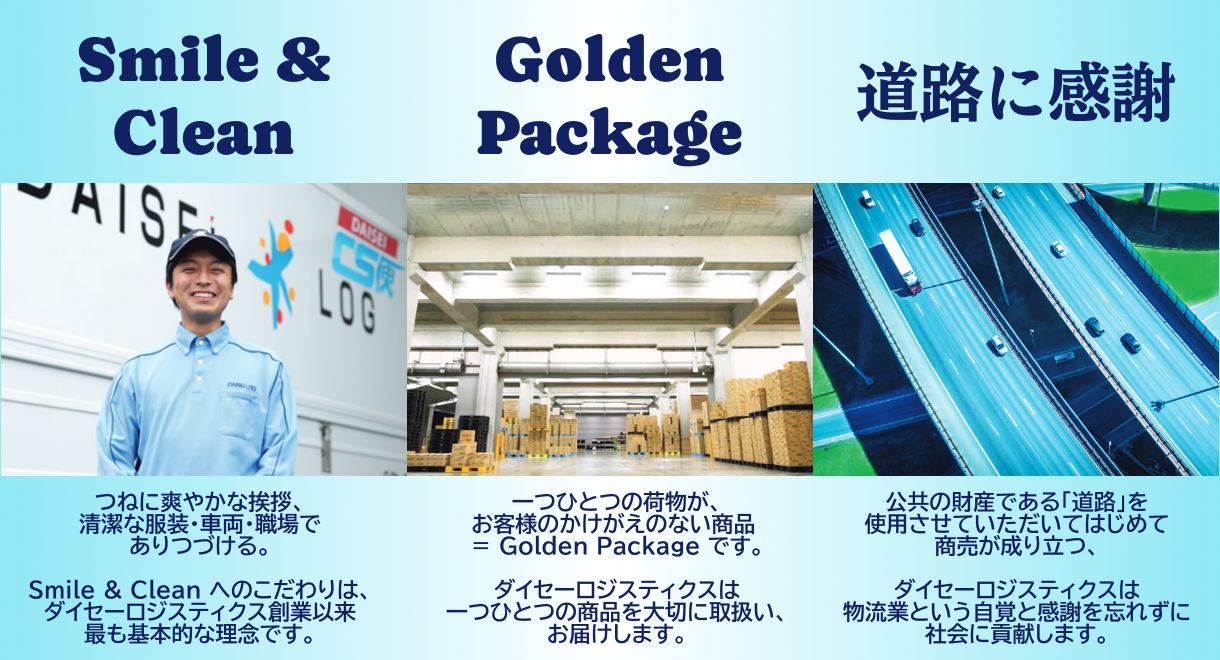 Smile &
Clean
Golden
Package
道路に感謝
DAISEI
DAISEI
CS便
LOG
DAISEI LOG
つねに爽やかな挨拶、
清潔な服装・車両・職場で
ありつづける。
Smile & Clean へのこだわりは、
ダイセーロジスティクス創業以来
最も基本的な理念です。
一つひとつの荷物が、
お客様のかけがえのない商品
= Golden Package です。
ダイセーロジスティクスは
一つひとつの商品を大切に取扱い、
お届けします。
公共の財産である「道路」を
使用させていただいてはじめて
商売が成り立つ、
ダイセーロジスティクスは
物流業という自覚と感謝を忘れずに
社会に貢献します。